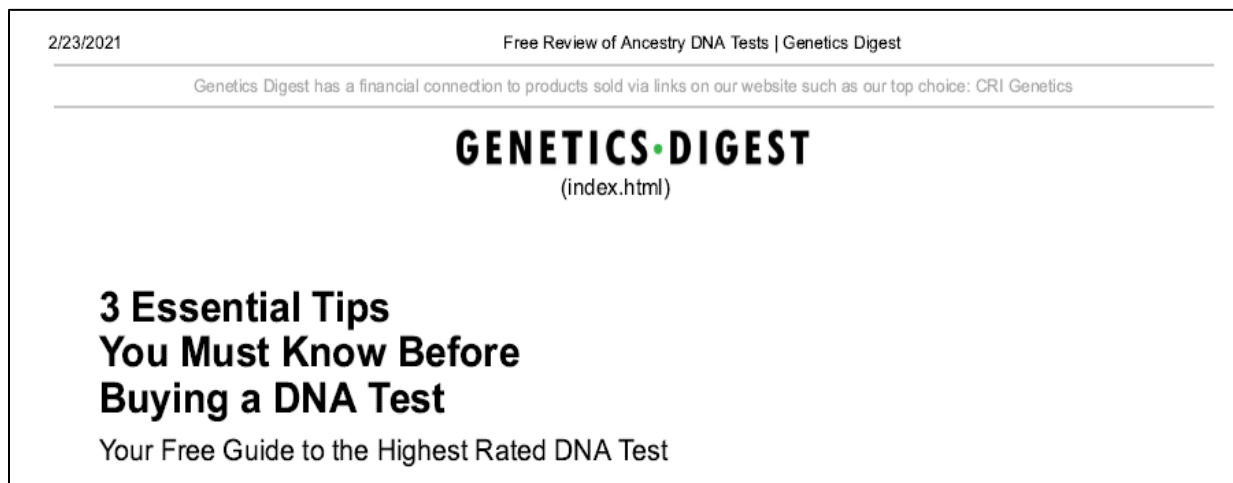 2/23/2021 Free Review of Ancestry DNA Tests | Genetics Digest
Genetics Digest has a financial connection to products sold via links on our website such as our top choice: CRI Genetics
GENETICS•DIGEST
(index.html)
3 Essential Tips
You Must Know Before
Buying a DNA Test
Your Free Guide to the Highest Rated DNA Test